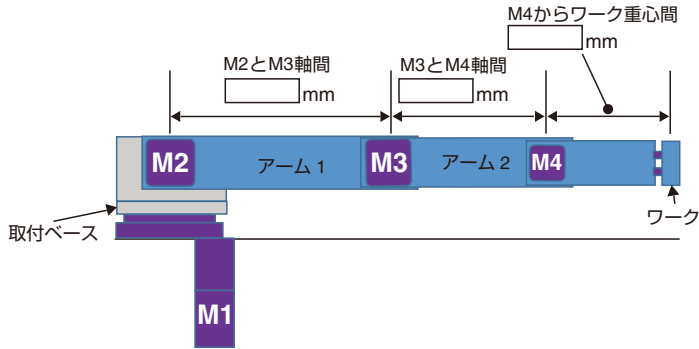 M4からワーク重心間
mm
M2とM3軸間
mm
M3とM4軸間
mm
M2
アーム 1
M3
アーム 2
M4
ワーク
取付ベース
M1